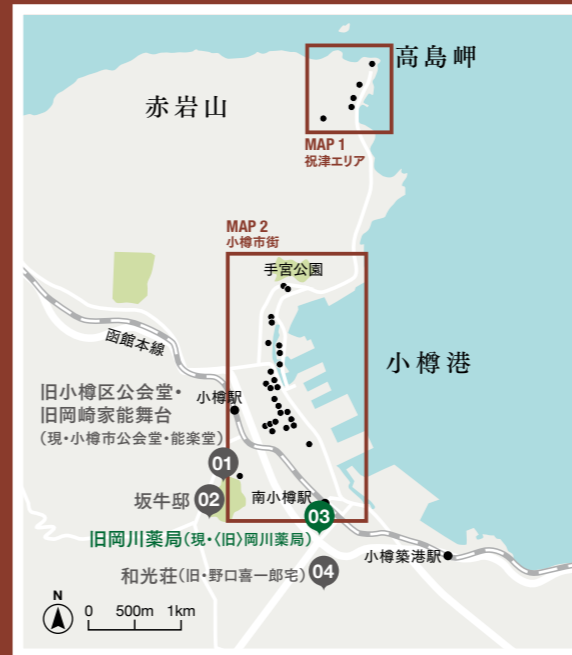 高島岬
赤岩山
MAP 1
祝津エリア
MAP 2
小樽市街
手宮公園
函館本線
小樽港
旧小樽区公会堂・
旧岡崎家能舞台
(現・小樽市公会堂・能楽堂)
小樽駅
01
坂牛邸 02
南小樽駅
03
旧岡川薬局(現・〈旧〉岡川薬局)
小樽築港駅
和光荘(旧・野口喜一郎宅) 04
N
0 500m 1km